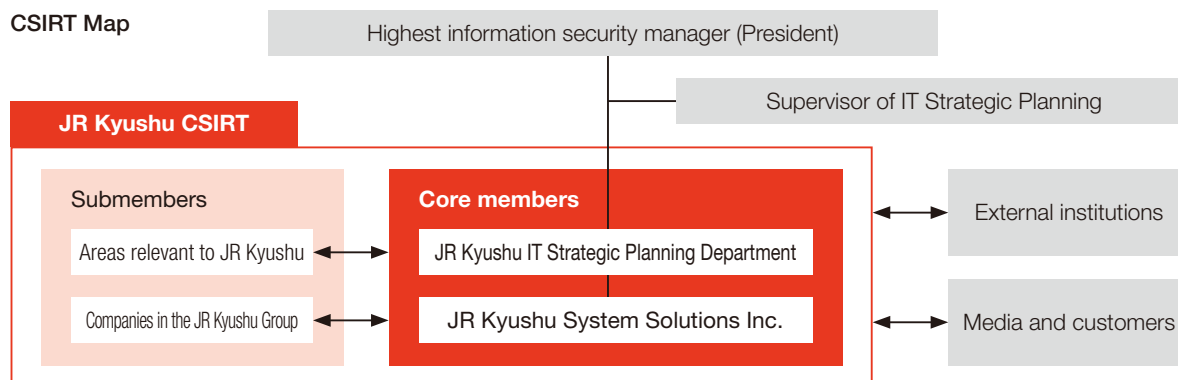 CSIRT Map
Highest information security manager (President)
Supervisor of IT Strategic Planning
JR Kyushu CSIRT
Submembers
Areas relevant to JR Kyushu
Companies in the JR Kyushu Group
Core members
JR Kyushu IT Strategic Planning Department
JR Kyushu System Solutions Inc.
External institutions
Media and customers